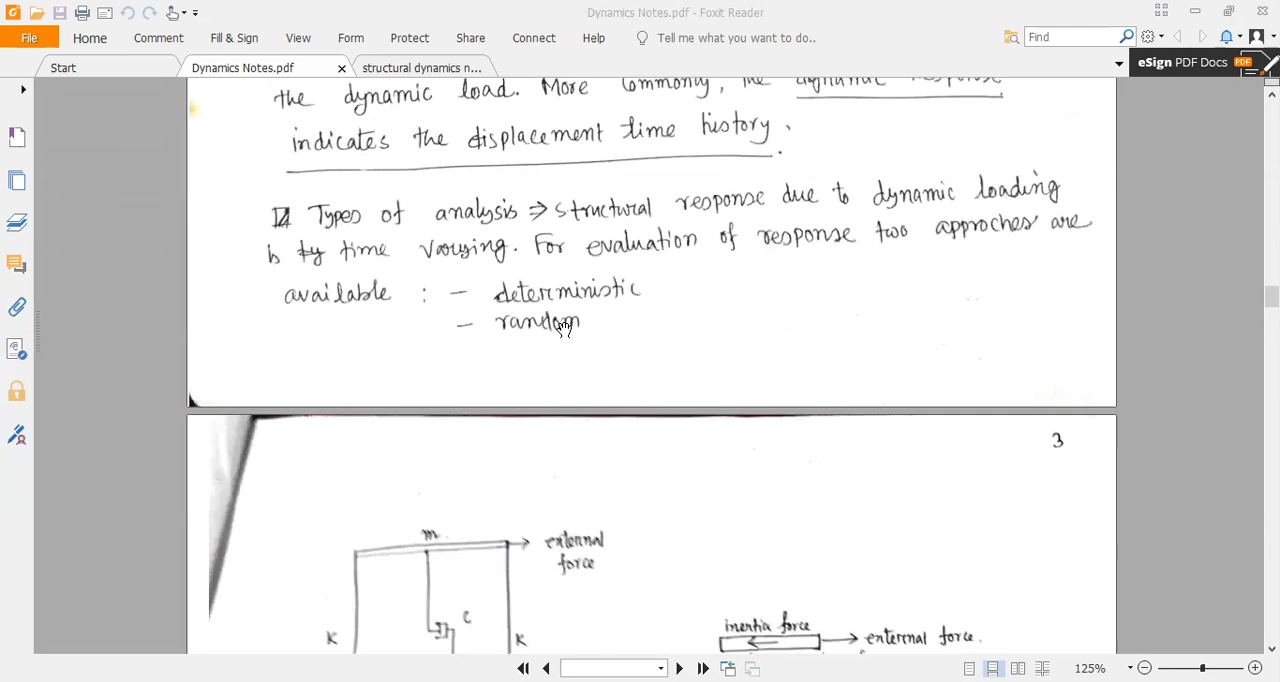 Dynamics Notes.pdf - Foxit Reader
File Home Comment Fill & Sign View Form Protect Share Connect Help Tell me what you want to do.. Find
Start Dynamics Notes.pdf structural dynamics n... eSign PDF Docs PDF
the dynamic load. More commonly, the dynamic response
indicates the displacement time history.
Types of analysis ⇒ structural response due to dynamic loading
is time varying. For evaluation of response two approches are
available : - deterministic
- random
3
m
external
force
C
K
K
inertia force
external force.
125%